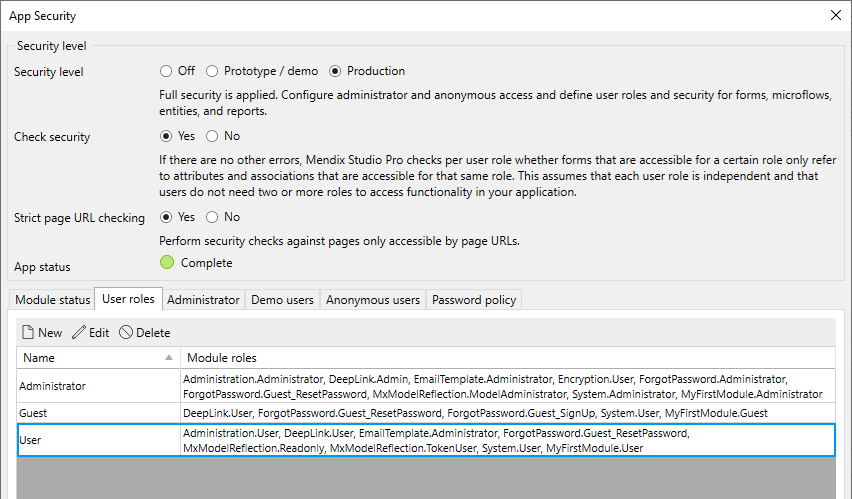 App Security
Security level
Security level Off Prototype / demo Production
Full security is applied. Configure administrator and anonymous access and define user roles and security for forms, microflows,
entities, and reports.
Check security Yes No
If there are no other errors, Mendix Studio Pro checks per user role whether forms that are accessible for a certain role only refer
to attributes and associations that are accessible for that same role. This assumes that each user role is independent and that
users do not need two or more roles to access functionality in your application.
Strict page URL checking Yes No
Perform security checks against pages only accessible by page URLs.
App status Complete
Module status User roles Administrator Demo users Anonymous users Password policy
New Edit Delete
Name Module roles
Administrator
Administration.Administrator, DeepLink.Admin, EmailTemplate.Administrator, Encryption.User, ForgotPassword.Administrator,
ForgotPassword.Guest_ResetPassword, MxModelReflection.ModelAdministrator, System.Administrator, MyFirstModule.Administrator
Guest DeepLink.User, ForgotPassword.Guest_ResetPassword, ForgotPassword.Guest_SignUp, System.User, MyFirstModule.Guest
User
Administration.User, DeepLink.User, EmailTemplate.Administrator, ForgotPassword.Guest_ResetPassword,
MxModelReflection.Readonly, MxModelReflection.TokenUser, System.User, MyFirstModule.User